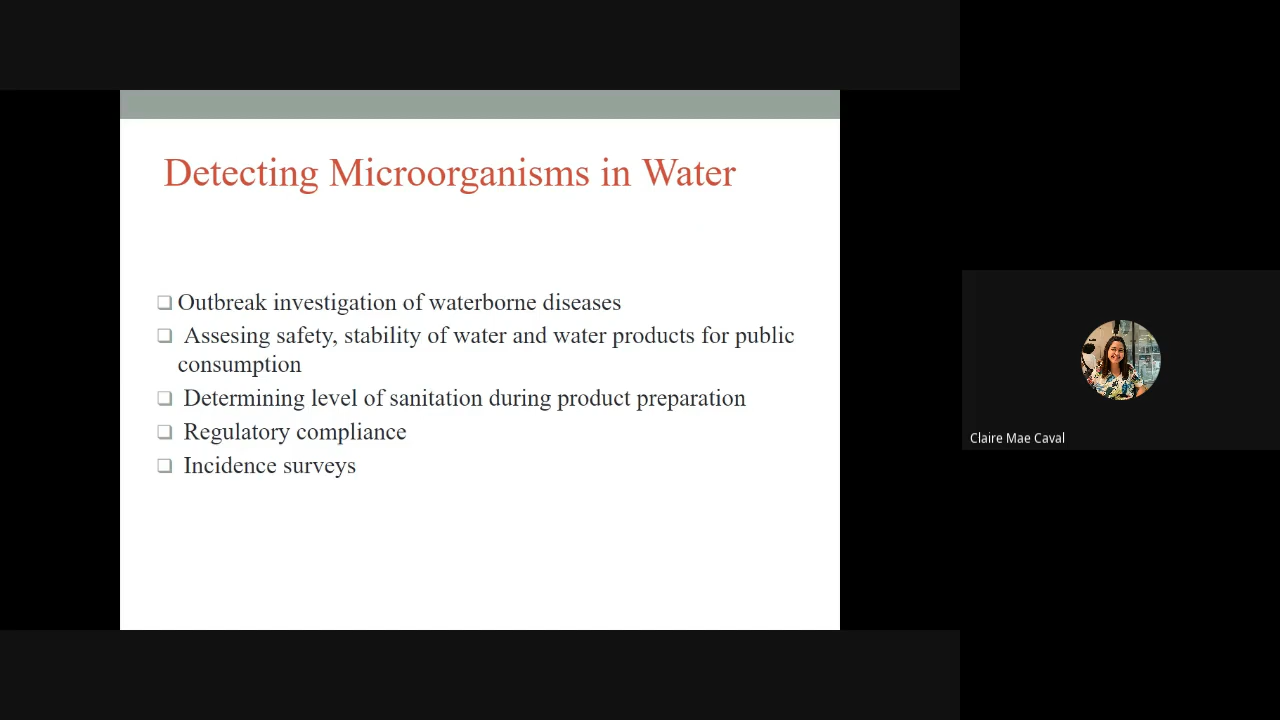 Detecting Microorganisms in Water
❑ Outbreak investigation of waterborne diseases
❑ Assesing safety, stability of water and water products for public
consumption
❑ Determining level of sanitation during product preparation
❑ Regulatory compliance
❑ Incidence surveys
Claire Mae Caval